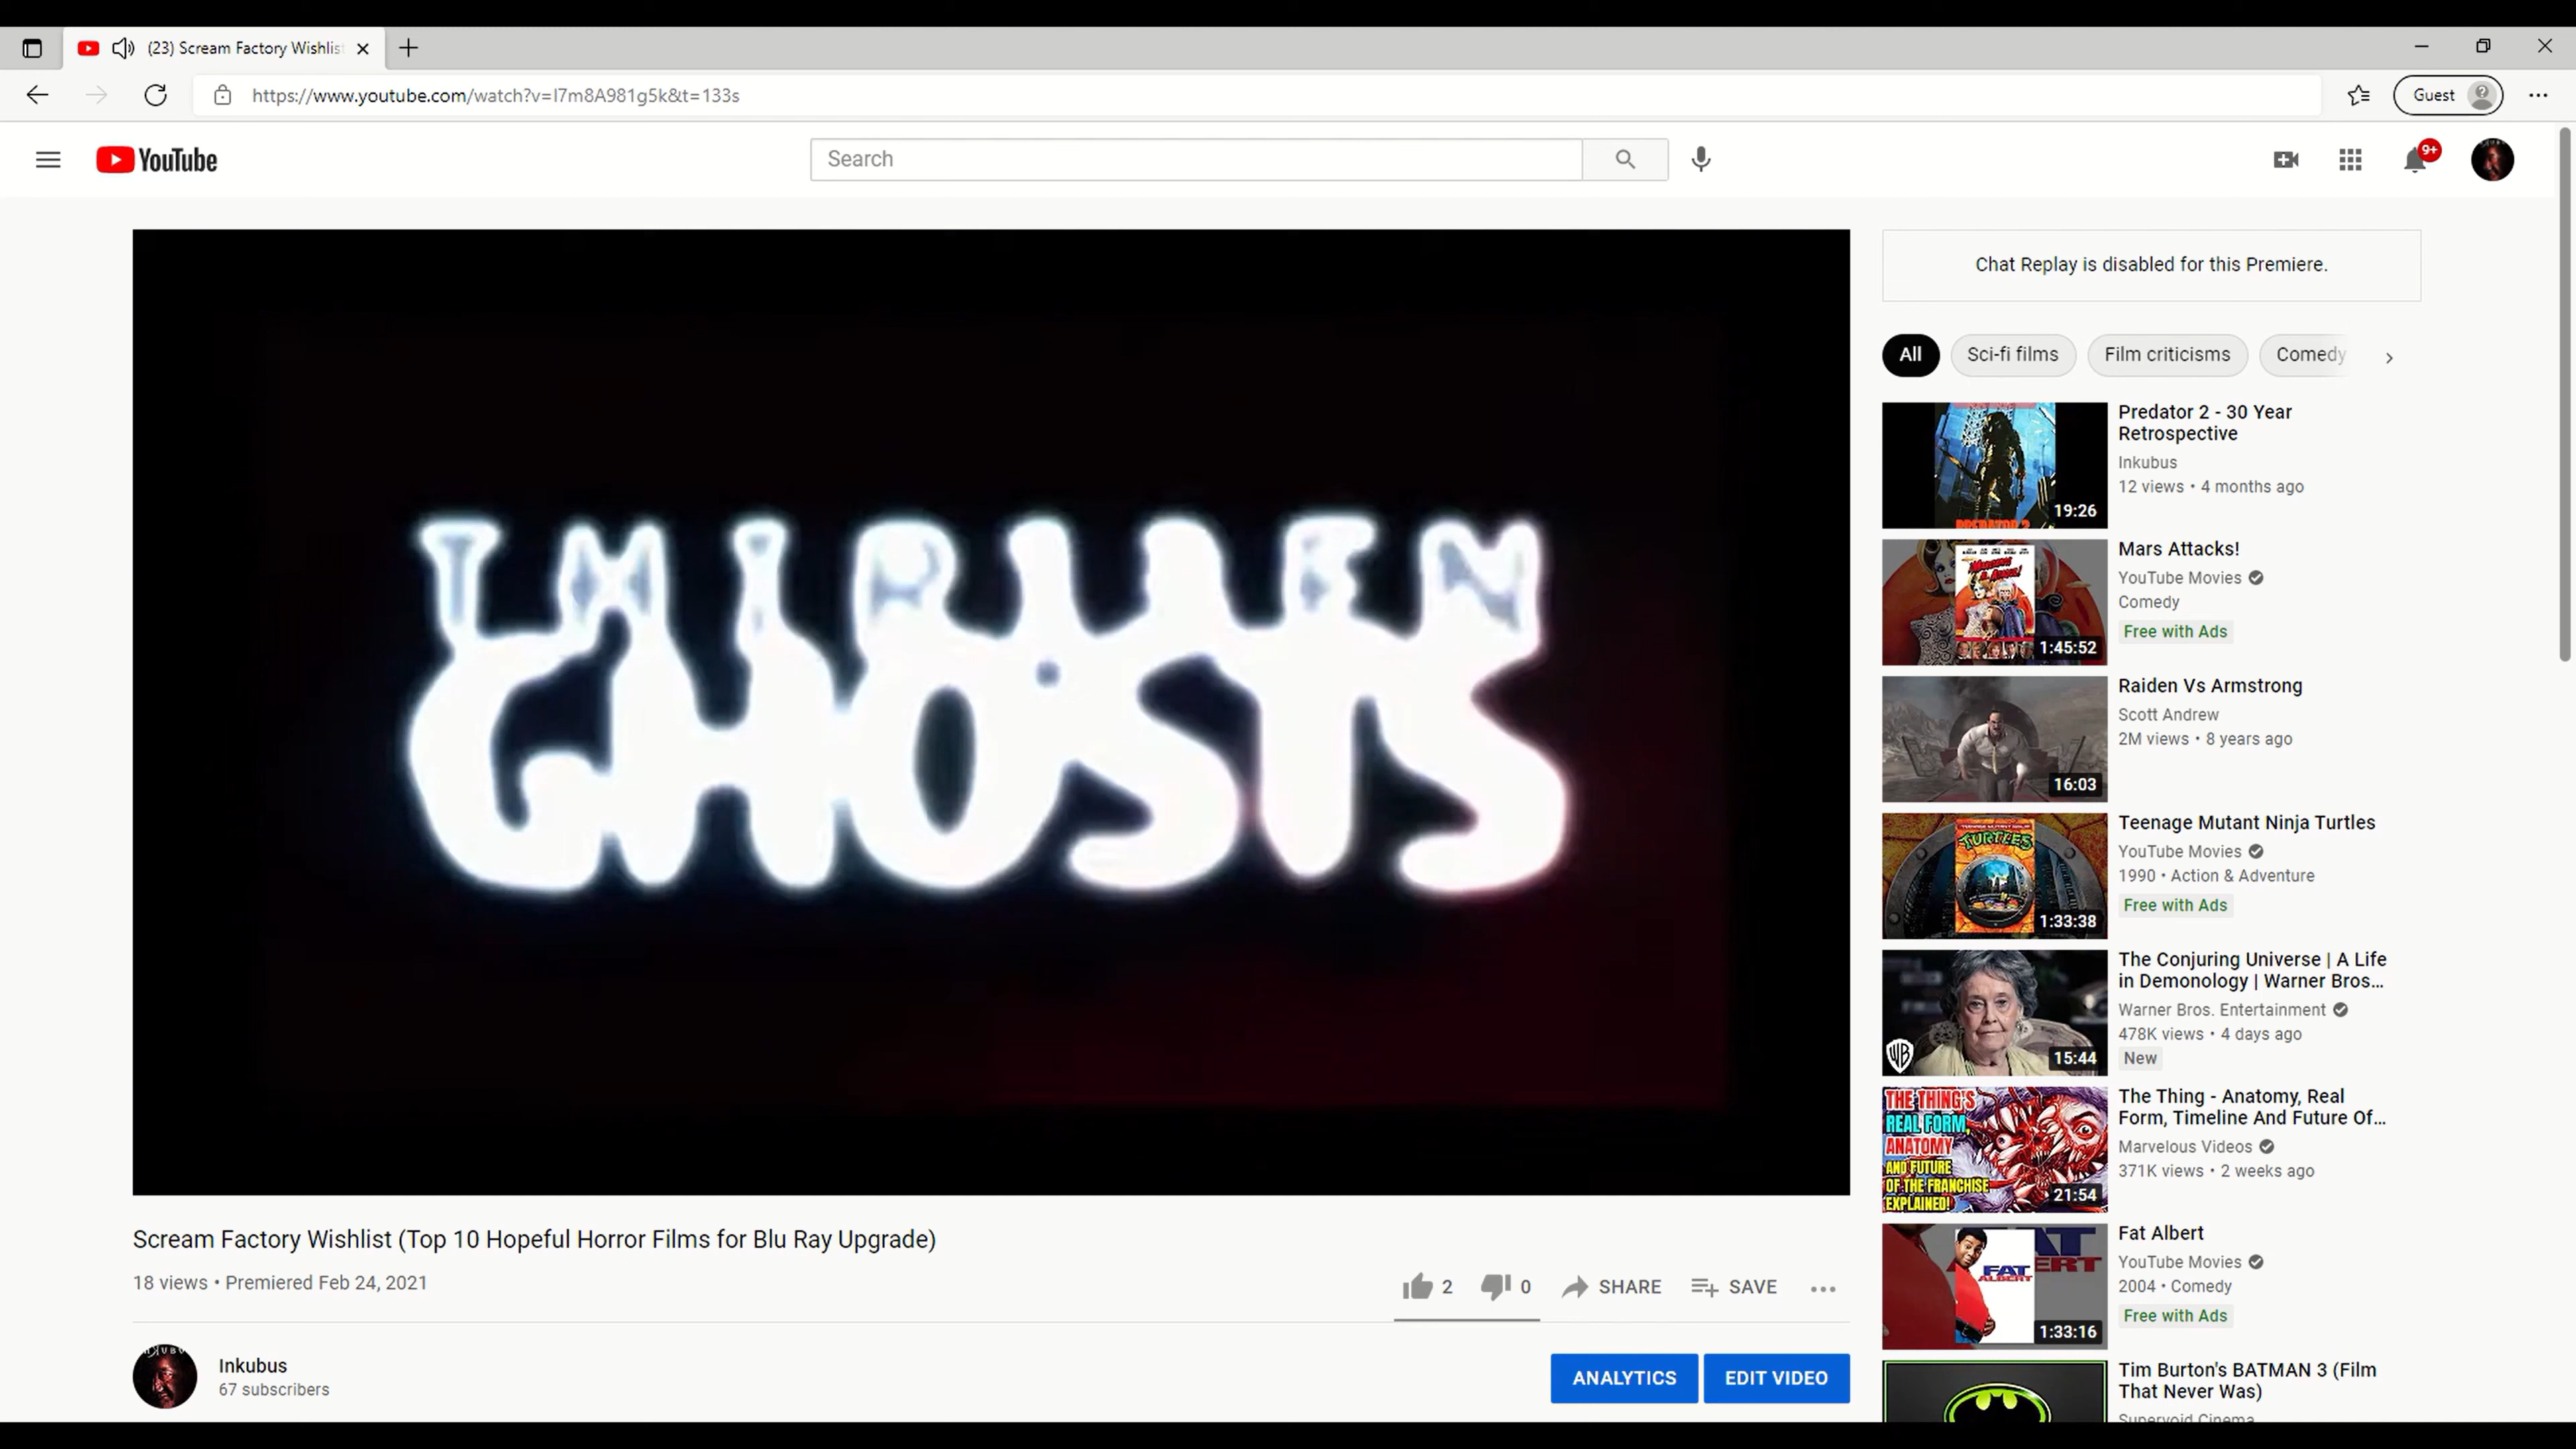 (23) Scream Factory Wishlist
https://www.youtube.com/watch?v=I7m8A981g5k&t=133s
Guest
YouTube
Search
9+
THIRTEEN
GHOSTS
Scream Factory Wishlist (Top 10 Hopeful Horror Films for Blu Ray Upgrade)
18 views • Premiered Feb 24, 2021
2
0
SHARE
SAVE
Inkubus
67 subscribers
ANALYTICS
EDIT VIDEO
Chat Replay is disabled for this Premiere.
All
Sci-fi films
Film criticisms
Comedy
PREDATOR 2
19:26
Predator 2 - 30 Year
Retrospective
Inkubus
12 views • 4 months ago
1:45:52
Mars Attacks!
YouTube Movies
Comedy
Free with Ads
16:03
Raiden Vs Armstrong
Scott Andrew
2M views • 8 years ago
TURTLES
1:33:38
Teenage Mutant Ninja Turtles
YouTube Movies
1990 • Action & Adventure
Free with Ads
WB
15:44
The Conjuring Universe | A Life
in Demonology | Warner Bros...
Warner Bros. Entertainment
478K views • 4 days ago
New
THE THING'S
REAL FORM,
ANATOMY
AND FUTURE
OF THE FRANCHISE
EXPLAINED!
21:54
The Thing - Anatomy, Real
Form, Timeline And Future Of...
Marvelous Videos
371K views • 2 weeks ago
FAT
ALBERT
1:33:16
Fat Albert
YouTube Movies
2004 • Comedy
Free with Ads
Tim Burton's BATMAN 3 (Film
That Never Was)
Supervoid Cinema